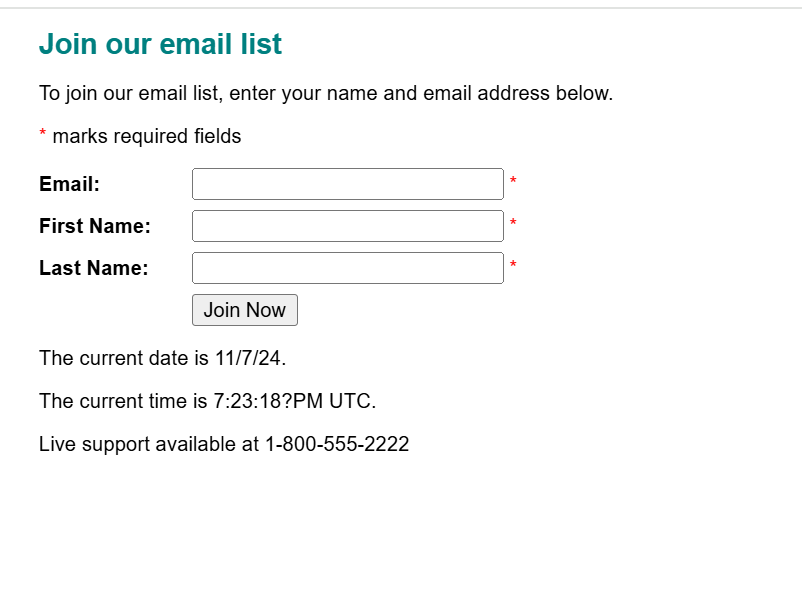 Join our email list
To join our email list, enter your name and email address below.
* marks required fields
Email: *
First Name: *
Last Name: *
Join Now
The current date is 11/7/24.
The current time is 7:23:18?PM UTC.
Live support available at 1-800-555-2222